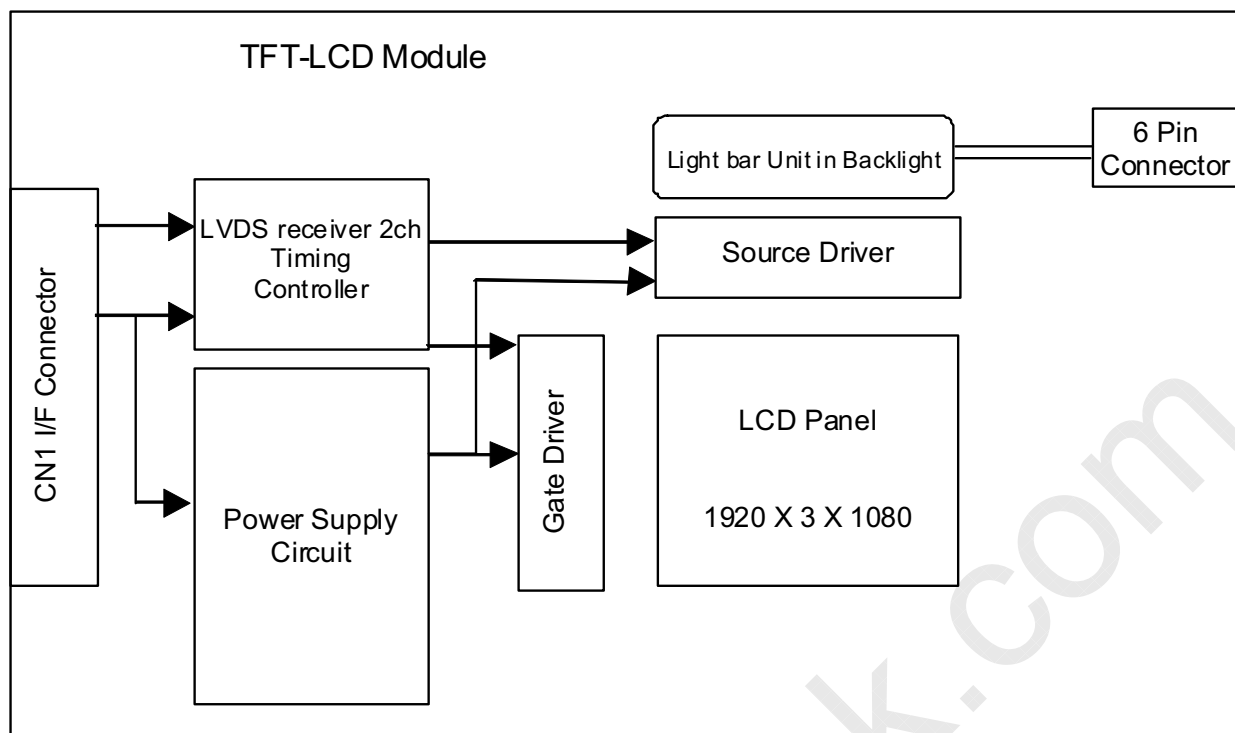 TFT-LCD Module
6 Pin
Connector
Light bar Unit in Backlight
CN1 I/F Connector
LVDS receiver 2ch
Timing
Controller
Source Driver
Power Supply
Circuit
Gate Driver
LCD Panel
1920 X 3 X 1080
k.com